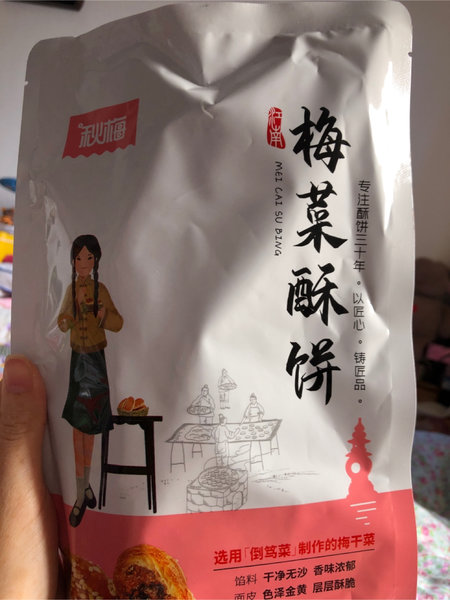 秋梅
江南
梅菜酥饼
MEI CAI SU BING
专注酥饼三十年。以匠心。铸匠品。
选用「倒笃菜」制作的梅干菜
馅料 干净无沙 香味浓郁
面皮 色泽金黄 层层酥脆